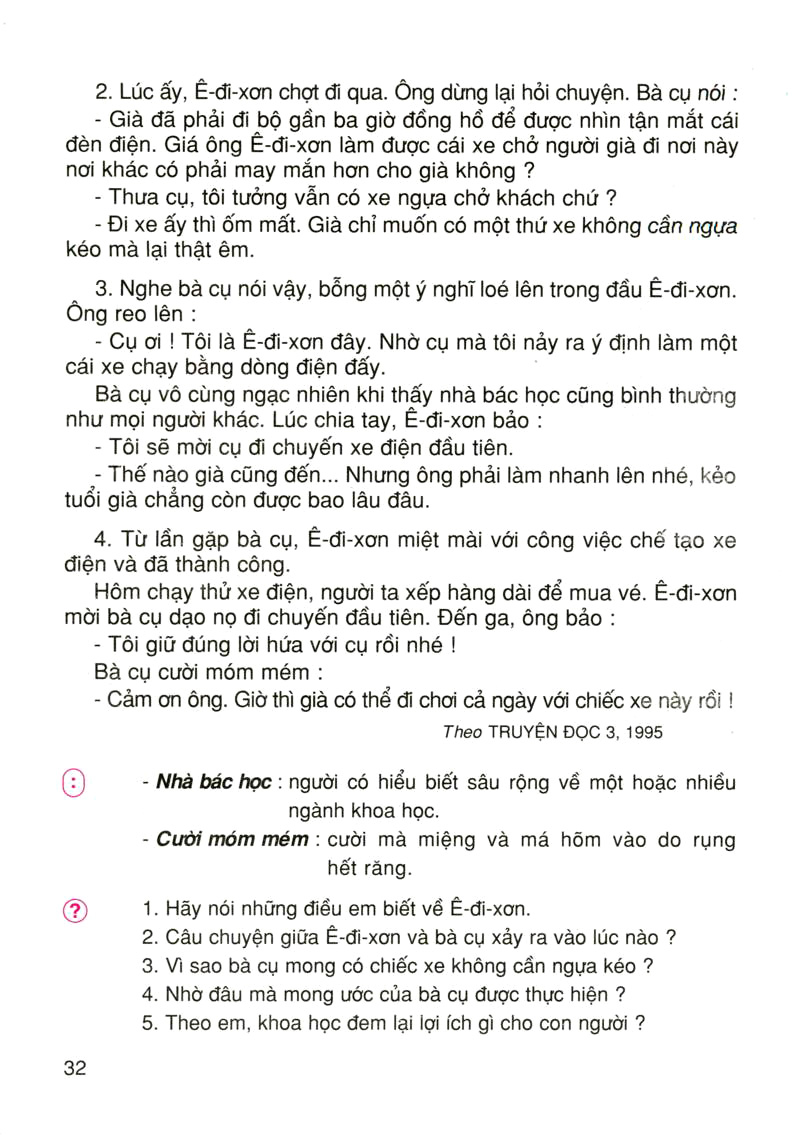 2. Lúc ấy, Ê-đi-xơn chợt đi qua. Ông dừng lại hỏi chuyện. Bà cụ nói :
- Già đã phải đi bộ gần ba giờ đồng hồ để được nhìn tận mắt cái
đèn điện. Giá ông Ê-đi-xơn làm được cái xe chở người già đi nơi này
nơi khác có phải may mắn hơn cho già không ?
- Thưa cụ, tôi tưởng vẫn có xe ngựa chở khách chứ ?
- Đi xe ấy thì ốm mất. Già chỉ muốn có một thứ xe không cần ngựa
kéo mà lại thật êm.
3. Nghe bà cụ nói vậy, bỗng một ý nghĩ loé lên trong đầu Ê-đi-xơn.
Ông reo lên :
- Cụ ơi ! Tôi là Ê-đi-xơn đây. Nhờ cụ mà tôi nảy ra ý định làm một
cái xe chạy bằng dòng điện đấy.
Bà cụ vô cùng ngạc nhiên khi thấy nhà bác học cũng bình thường
như mọi người khác. Lúc chia tay, Ê-đi-xơn bảo :
- Tôi sẽ mời cụ đi chuyến xe điện đầu tiên.
- Thế nào già cũng đến... Nhưng ông phải làm nhanh lên nhé, kẻo
tuổi già chẳng còn được bao lâu đâu.
4. Từ lần gặp bà cụ, Ê-đi-xơn miệt mài với công việc chế tạo xe
điện và đã thành công.
Hôm chạy thử xe điện, người ta xếp hàng dài để mua vé. Ê-đi-xơn
mời bà cụ dạo nọ đi chuyến đầu tiên. Đến ga, ông bảo :
- Tôi giữ đúng lời hứa với cụ rồi nhé !
Bà cụ cười móm mém :
- Cảm ơn ông. Giờ thì già có thể đi chơi cả ngày với chiếc xe này rồi !
Theo TRUYỆN ĐỌC 3, 1995
:
- Nhà bác học : người có hiểu biết sâu rộng về một hoặc nhiều
ngành khoa học.
- Cười móm mém : cười mà miệng và má hõm vào do rụng
hết răng.
?
1. Hãy nói những điều em biết về Ê-đi-xơn.
2. Câu chuyện giữa Ê-đi-xơn và bà cụ xảy ra vào lúc nào ?
3. Vì sao bà cụ mong có chiếc xe không cần ngựa kéo ?
4. Nhờ đâu mà mong ước của bà cụ được thực hiện ?
5. Theo em, khoa học đem lại lợi ích gì cho con người ?
32